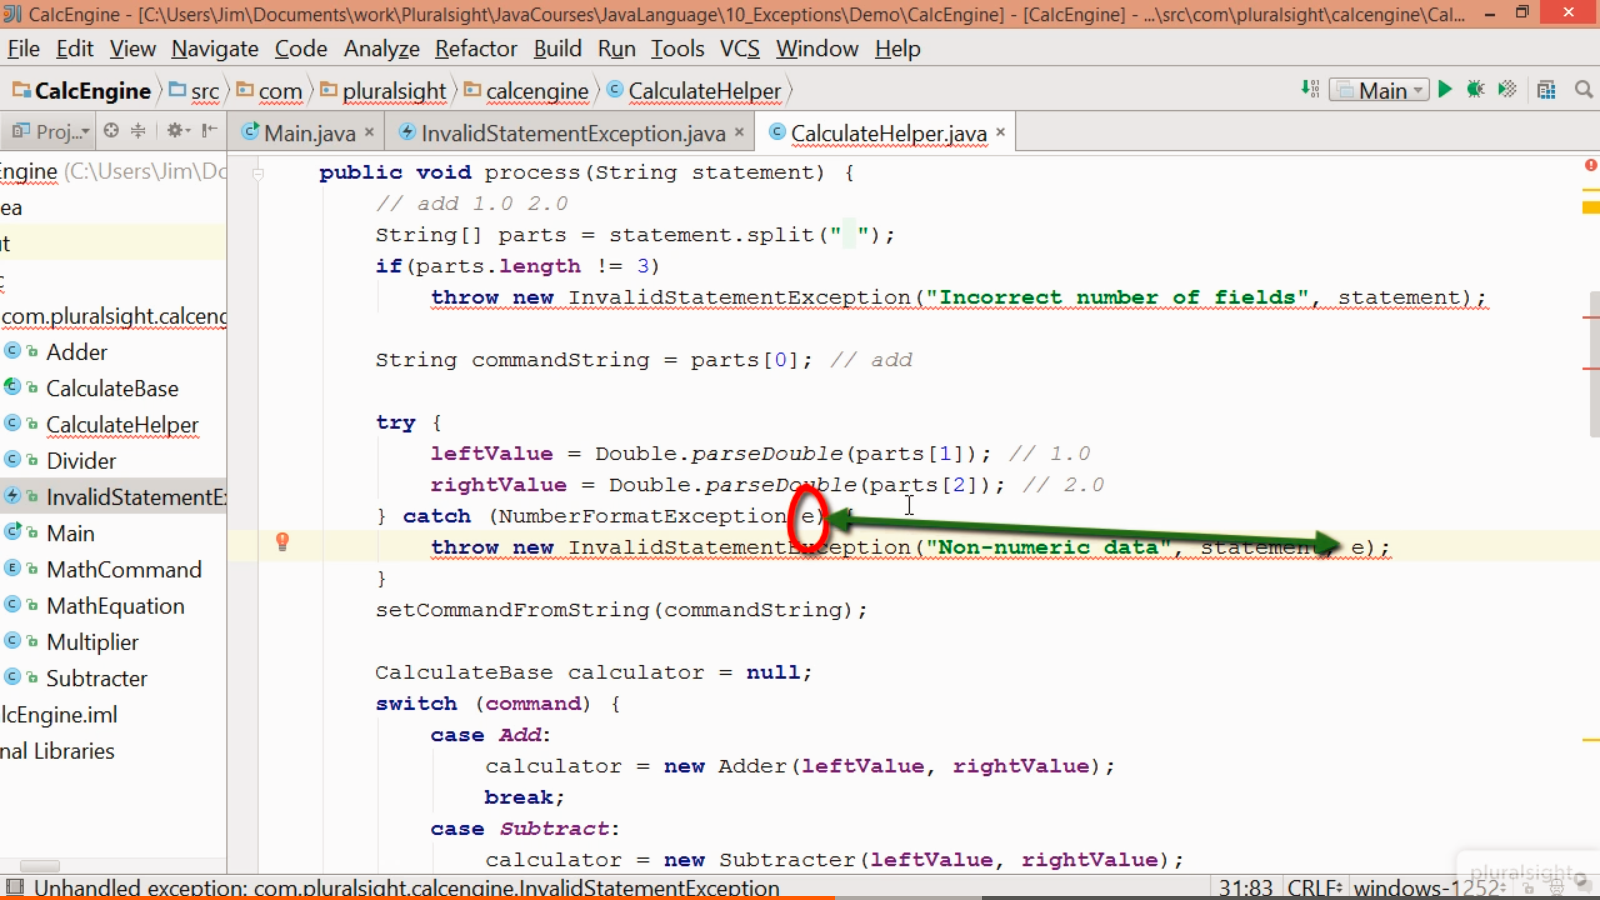 CalcEngine - [C:\Users\Jim\Documents\work\Pluralsight\JavaCourses\JavaLanguage\10_Exceptions\Demo\CalcEngine] - [CalcEngine] - ...\src\com\pluralsight\calcengine\Cal...
File Edit View Navigate Code Analyze Refactor Build Run Tools VCS Window Help
CalcEngine src com pluralsight calcengine CalculateHelper Main
Proj... Main.java × InvalidStatementException.java × CalculateHelper.java ×
Engine (C:\Users\Jim\Do
ea
t
com.pluralsight.calceng
Adder
CalculateBase
CalculateHelper
Divider
InvalidStatementEx
Main
MathCommand
MathEquation
Multiplier
Subtracter
lcEngine.iml
nal Libraries
public void process(String statement) {
// add 1.0 2.0
String[] parts = statement.split(" ");
if(parts.length != 3)
throw new InvalidStatementException("Incorrect number of fields", statement);
String commandString = parts[0]; // add
try {
leftValue = Double.parseDouble(parts[1]); // 1.0
rightValue = Double.parseDouble(parts[2]); // 2.0
} catch (NumberFormatException e) {
throw new InvalidStatementException("Non-numeric data", statement, e);
}
setCommandFromString(commandString);
CalculateBase calculator = null;
switch (command) {
case Add:
calculator = new Adder(leftValue, rightValue);
break;
case Subtract:
calculator = new Subtracter(leftValue, rightValue);
pluralsight
Unhandled exception: com.pluralsight.calcengine.InvalidStatementException 31:83 CRLF windows-1252